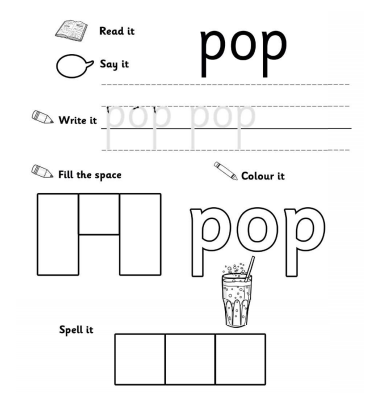 Read it
pop
Say it
Write it pop pop
Fill the space
Colour it
pop
Spell it